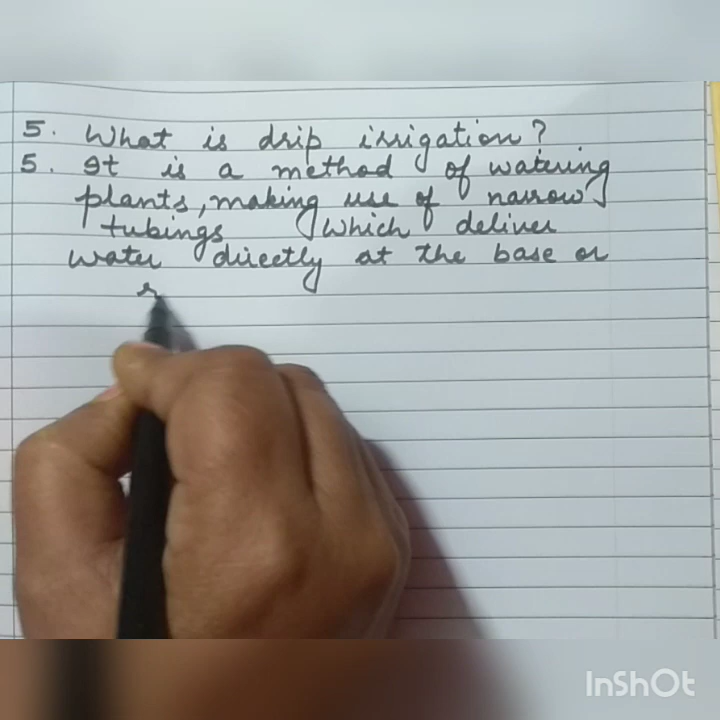 5. What is drip irrigation?
5. It is a method of watering
plants, making use of narrow
tubings which deliver
water directly at the base or
r
InShOt